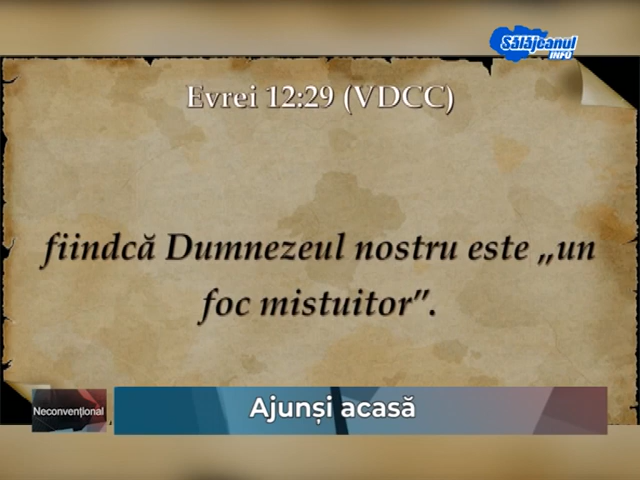 Sălăjeanul
INFO
Evrei 12:29 (VDCC)
fiindcă Dumnezeul nostru este „un
foc mistuitor”.
Neconvențional
Ajunși acasă